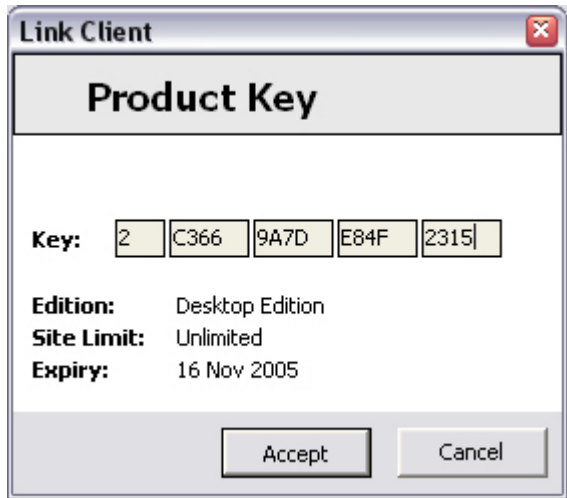 Link Client
Product Key
Key: 2 C366 9A7D E84F 2315
Edition: Desktop Edition
Site Limit: Unlimited
Expiry: 16 Nov 2005
Accept Cancel